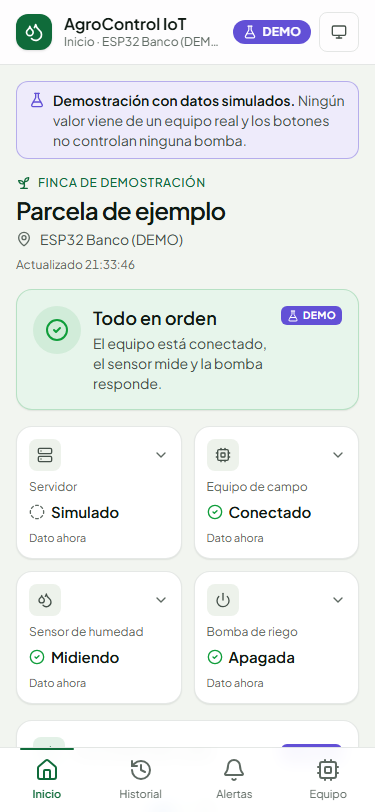 AgroControl IoT
Inicio · ESP32 Banco (DEM...
DEMO
Demostración con datos simulados. Ningún
valor viene de un equipo real y los botones
no controlan ninguna bomba.
FINCA DE DEMOSTRACIÓN
Parcela de ejemplo
ESP32 Banco (DEMO)
Actualizado 21:33:46
Todo en orden
DEMO
El equipo está conectado,
el sensor mide y la bomba
responde.
Servidor
Simulado
Dato ahora
Equipo de campo
Conectado
Dato ahora
Sensor de humedad
Midiendo
Dato ahora
Bomba de riego
Apagada
Dato ahora
Inicio
Historial
Alertas
Equipo